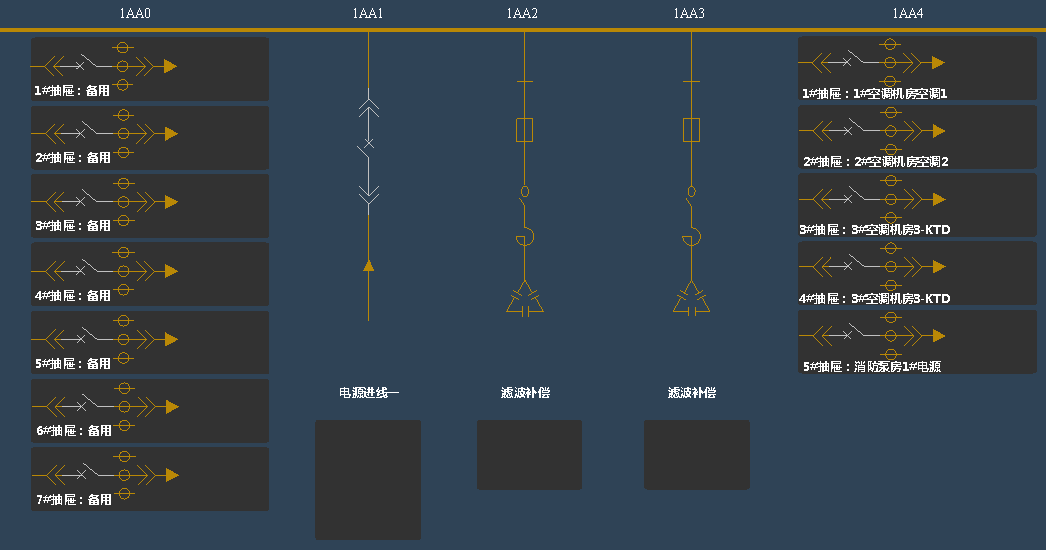 1AA0 1AA1 1AA2 1AA3 1AA4
1#抽屉：备用
2#抽屉：备用
3#抽屉：备用
4#抽屉：备用
5#抽屉：备用
6#抽屉：备用
7#抽屉：备用
电源进线一
滤波补偿
滤波补偿
1#抽屉：1#空调机房空调1
2#抽屉：2#空调机房空调2
3#抽屉：3#空调机房3-KTD
4#抽屉：3#空调机房3-KTD
5#抽屉：消防泵房1#电源